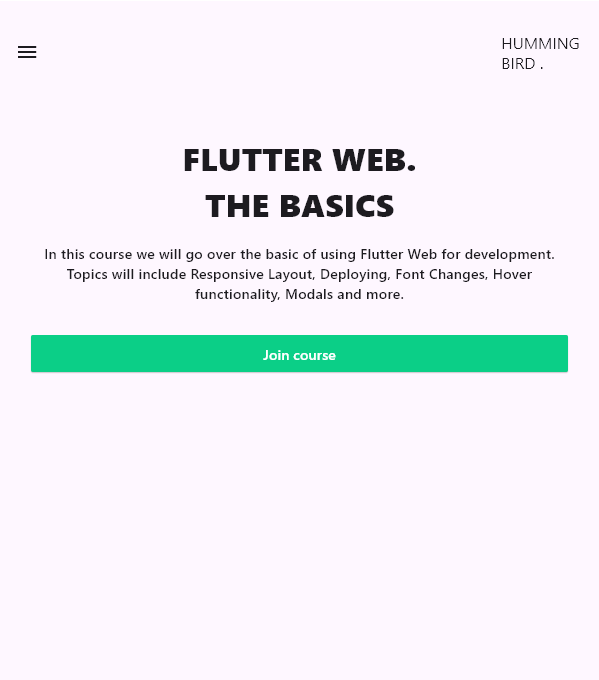 HUMMING
BIRD .
FLUTTER WEB.
THE BASICS
In this course we will go over the basic of using Flutter Web for development.
Topics will include Responsive Layout, Deploying, Font Changes, Hover
functionality, Modals and more.
Join course